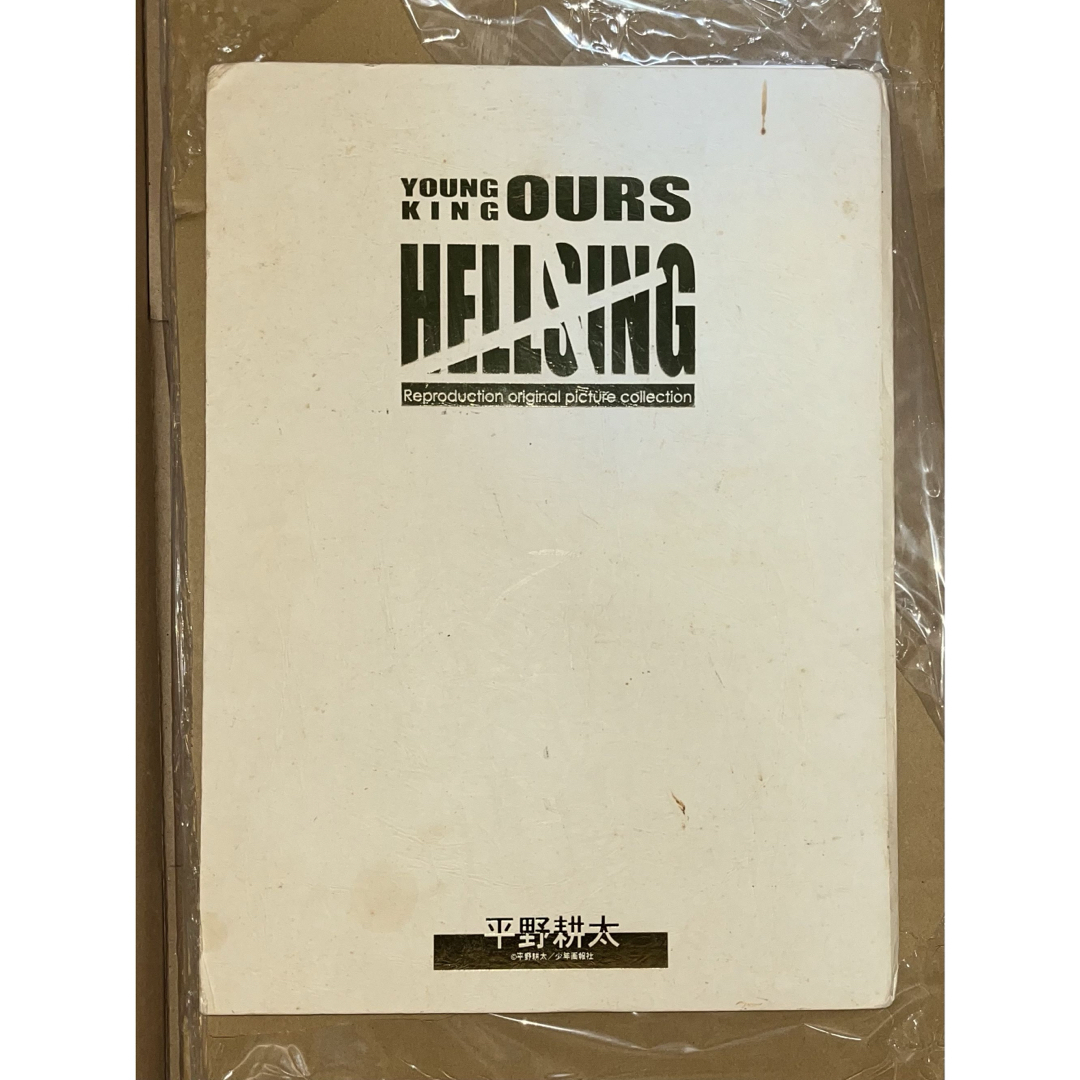 YOUNG KING OURS
HELLSING
Reproduction original picture collection
平野耕太
©平野耕太/少年画報社